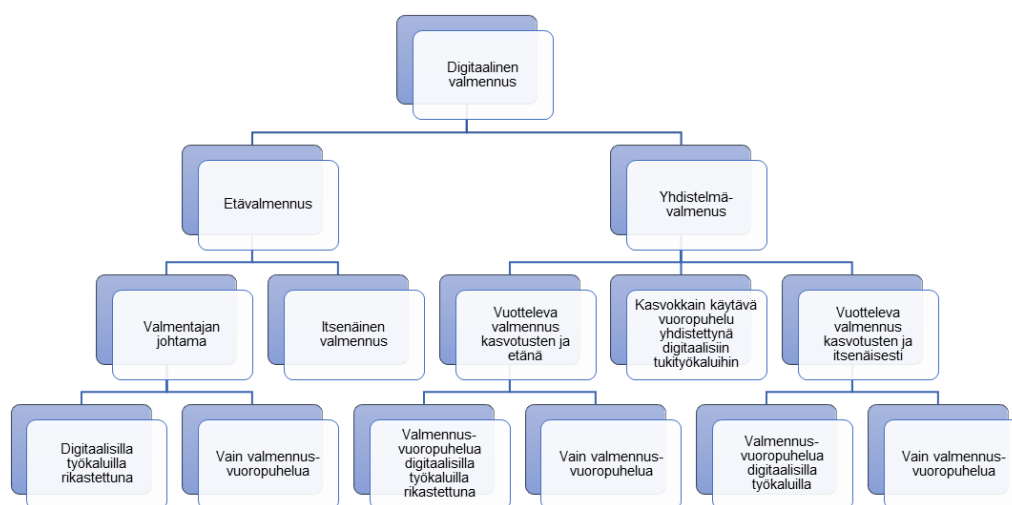 Digitaalinen
valmennus
Etävalmennus
Yhdistelmä-
valmenus
Valmentajan
johtama
Itsenäinen
valmennus
Vuotteleva
valmennus
kasvotusten ja
etänä
Kasvokkain käytävä
vuoropuhelu
yhdistettynä
digitaalisiin
tukityökaluihin
Vuotteleva
valmennus
kasvotusten ja
itsenäisesti
Digitaalisilla
työkaluilla
rikastettuna
Vain valmennus-
vuoropuhelua
Valmennus-
vuoropuhelua
digitaalisilla
työkaluilla
rikastettuna
Vain valmennus-
vuoropuhelua
Valmennus-
vuoropuhelua
digitaalisilla
työkaluilla
Vain valmennus-
vuoropuhelua